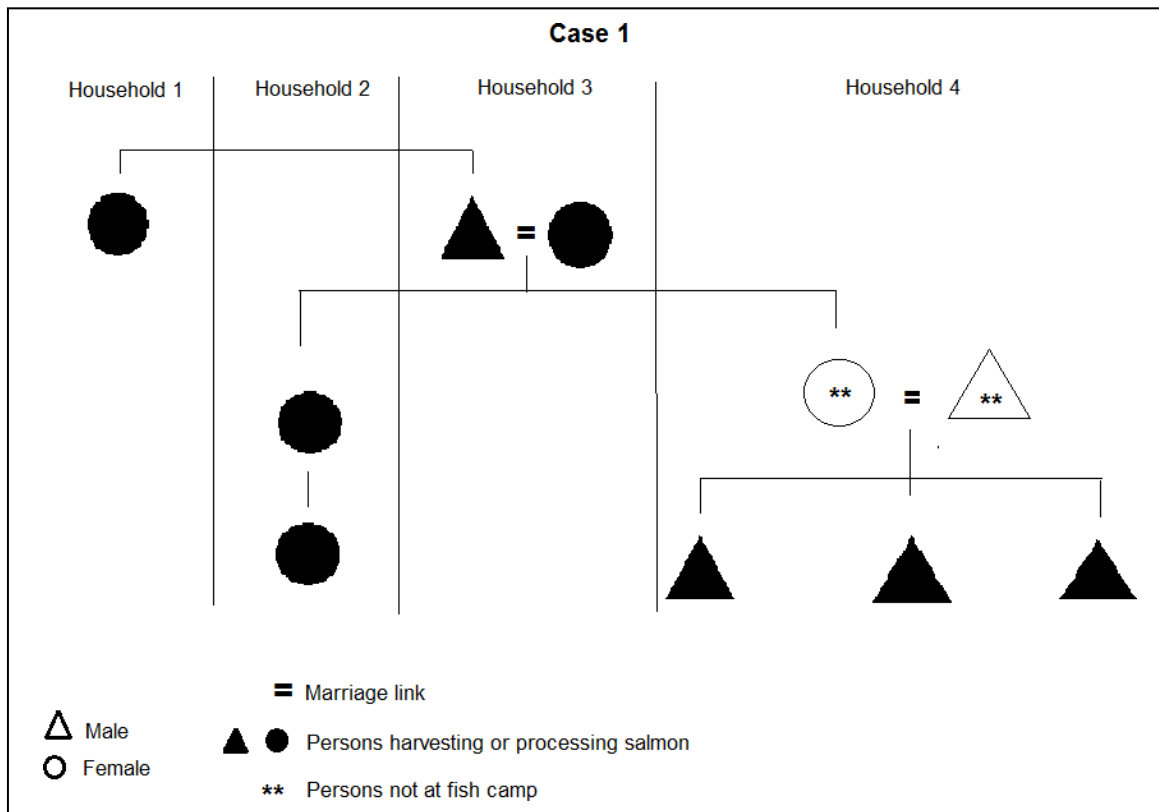 Case 1
Household 1
Household 2
Household 3
Household 4
=
** = **
= Marriage link
Male
Persons harvesting or processing salmon
Female
** Persons not at fish camp